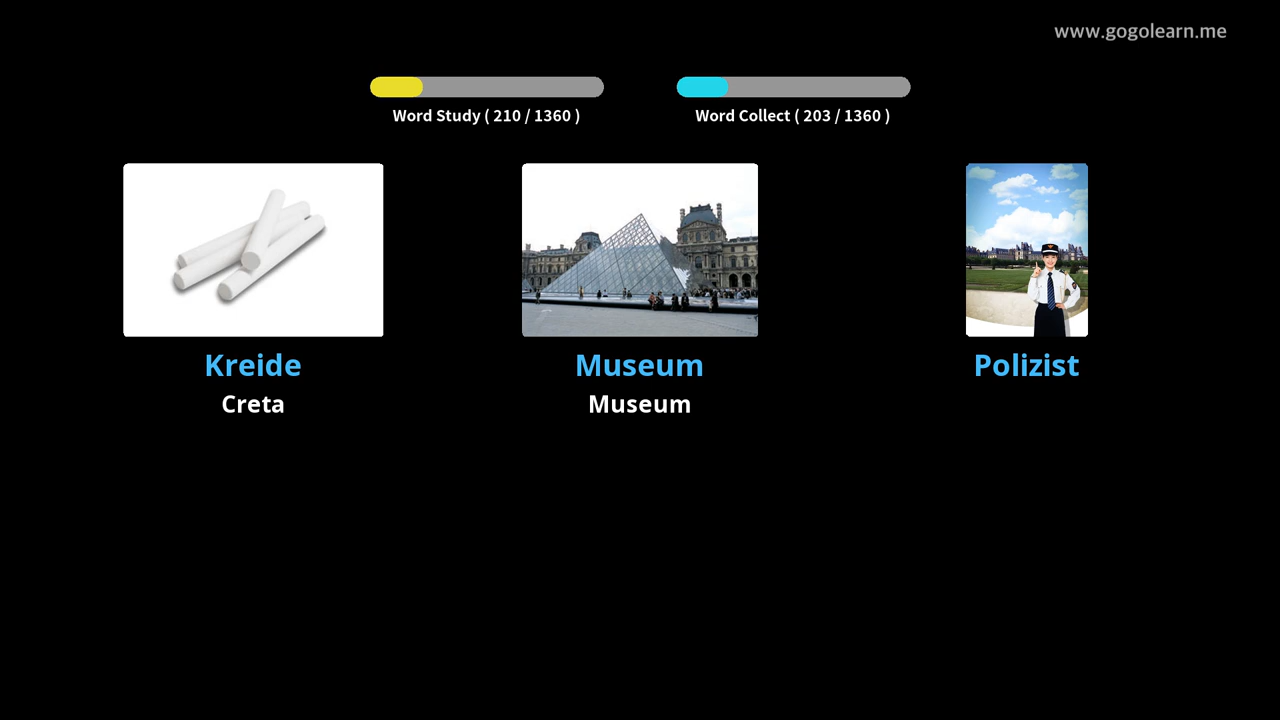 www.gogolearn.me
Word Study ( 210 / 1360 )
Word Collect ( 203 / 1360 )
Kreide
Museum
Polizist
Creta
Museum